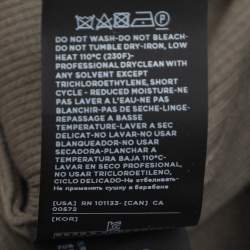 DO NOT WASH-DO NOT BLEACH-
DO NOT TUMBLE DRY-IRON, LOW
HEAT 110°C (230F)-
PROFESSIONAL DRYCLEAN WITH
ANY SOLVENT EXCEPT
TRICHLOROETHYLENE, SHORT
CYCLE - REDUCED MOISTURE-NE
PAS LAVER A L'EAU-NE PAS
BLANCHIR-PAS DE SECHE-LINGE-
REPASSAGE A BASSE
TEMPERATURE-LAVER A SEC
DELICAT-NO LAVAR-NO USAR
BLANQUEADOR-NO USAR
SECADORA-PLANCHAR A
TEMPERATURA BAJA 110°C-
LAVAR EN SECO PROFESIONAL,
NO USAR TRICLOROETILENO,
CICLO DELICADO-Не отбеливать-
Не применять сушку в барабане
[USA] RN 101133- [CAN] CA
00572
[KOR]